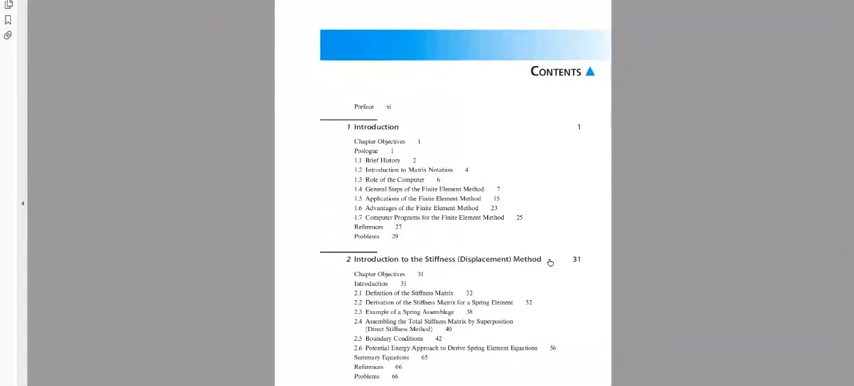 CONTENTS
Preface xi
1 Introduction 1
Chapter Objectives 1
Prologue 1
1.1 Brief History 2
1.2 Introduction to Matrix Notation 4
1.3 Role of the Computer 6
1.4 General Steps of the Finite Element Method 7
1.5 Applications of the Finite Element Method 15
1.6 Advantages of the Finite Element Method 23
1.7 Computer Programs for the Finite Element Method 25
References 27
Problems 29
2 Introduction to the Stiffness (Displacement) Method 31
Chapter Objectives 31
Introduction 31
2.1 Definition of the Stiffness Matrix 32
2.2 Derivation of the Stiffness Matrix for a Spring Element 32
2.3 Example of a Spring Assemblage 38
2.4 Assembling the Total Stiffness Matrix by Superposition
(Direct Stiffness Method) 40
2.5 Boundary Conditions 42
2.6 Potential Energy Approach to Derive Spring Element Equations 56
Summary Equations 65
References 66
Problems 66